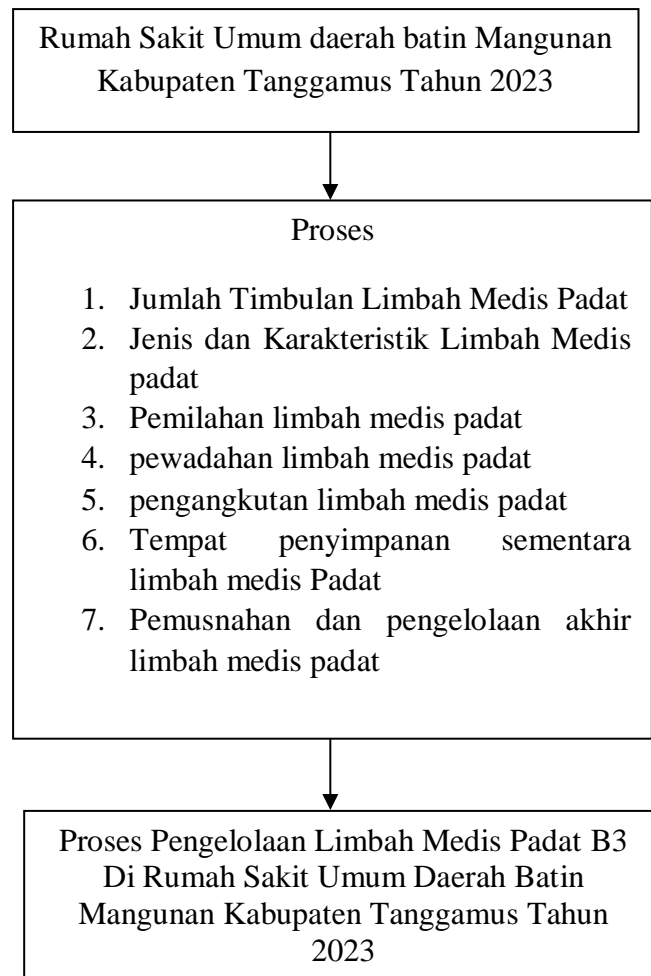 Rumah Sakit Umum daerah batin Mangunan
Kabupaten Tanggamus Tahun 2023
Proses
1. Jumlah Timbulan Limbah Medis Padat
2. Jenis dan Karakteristik Limbah Medis
padat
3. Pemilahan limbah medis padat
4. pewadahan limbah medis padat
5. pengangkutan limbah medis padat
6. Tempat penyimpanan sementara
limbah medis Padat
7. Pemusnahan dan pengelolaan akhir
limbah medis padat
Proses Pengelolaan Limbah Medis Padat B3
Di Rumah Sakit Umum Daerah Batin
Mangunan Kabupaten Tanggamus Tahun
2023